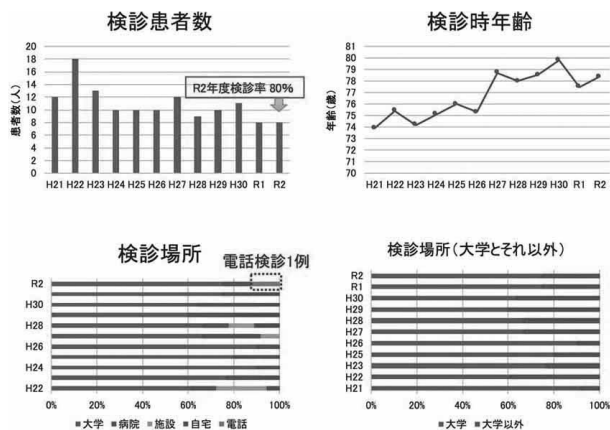 検診患者数
患者数(人)
20
18
16
14
12
10
8
6
4
2
0
R2年度検診率 80%
H21 H22 H23 H24 H25 H26 H27 H28 H29 H30 R1 R2
検診時年齢
年齢(歳)
81
80
79
78
77
76
75
74
73
72
71
70
H21 H22 H23 H24 H25 H26 H27 H28 H29 H30 R1 R2
検診場所
電話検診1例
R2
H30
H28
H26
H24
H22
0% 20% 40% 60% 80% 100%
■大学 ■病院 ■施設 ■自宅 ■電話
検診場所(大学とそれ以外)
R2
R1
H30
H29
H28
H27
H26
H25
H23
H22
H21
0% 20% 40% 60% 80% 100%
■大学 ■大学以外